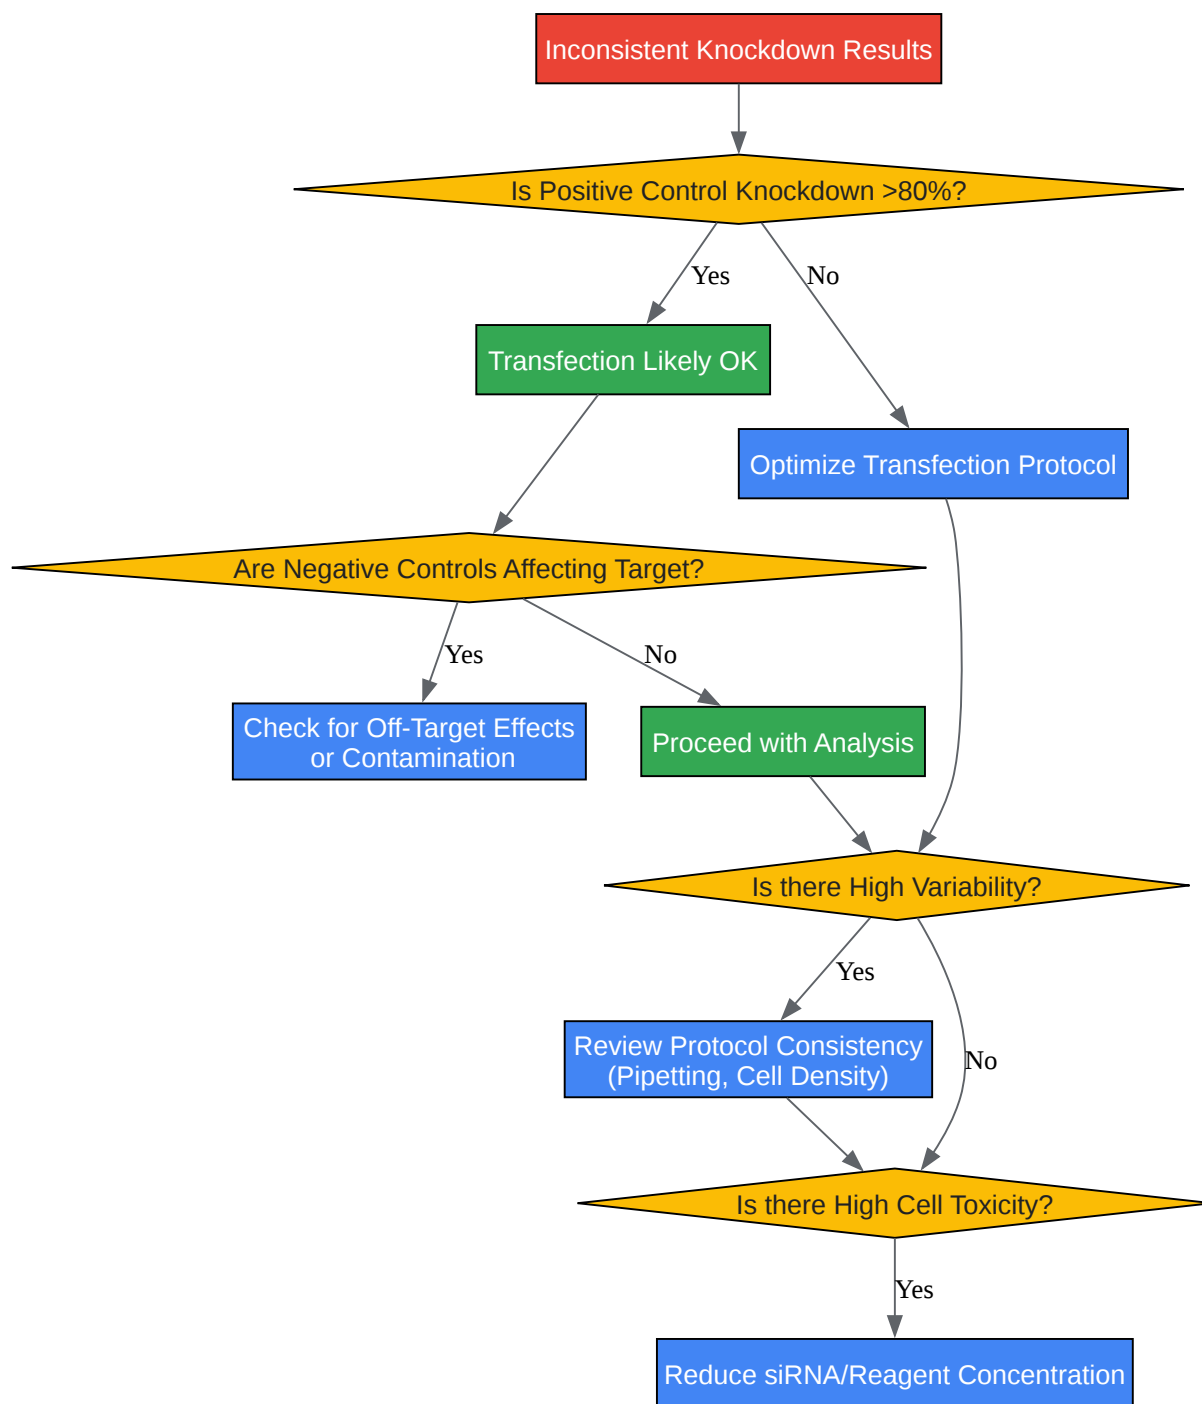 Inconsistent Knockdown Results
Is Positive Control Knockdown >80%?
Yes
No
Transfection Likely OK
Optimize Transfection Protocol
Are Negative Controls Affecting Target?
Yes
No
Check for Off-Target Effects
or Contamination
Proceed with Analysis
Is there High Variability?
Yes
Review Protocol Consistency
(Pipetting, Cell Density)
No
Is there High Cell Toxicity?
Yes
Reduce siRNA/Reagent Concentration